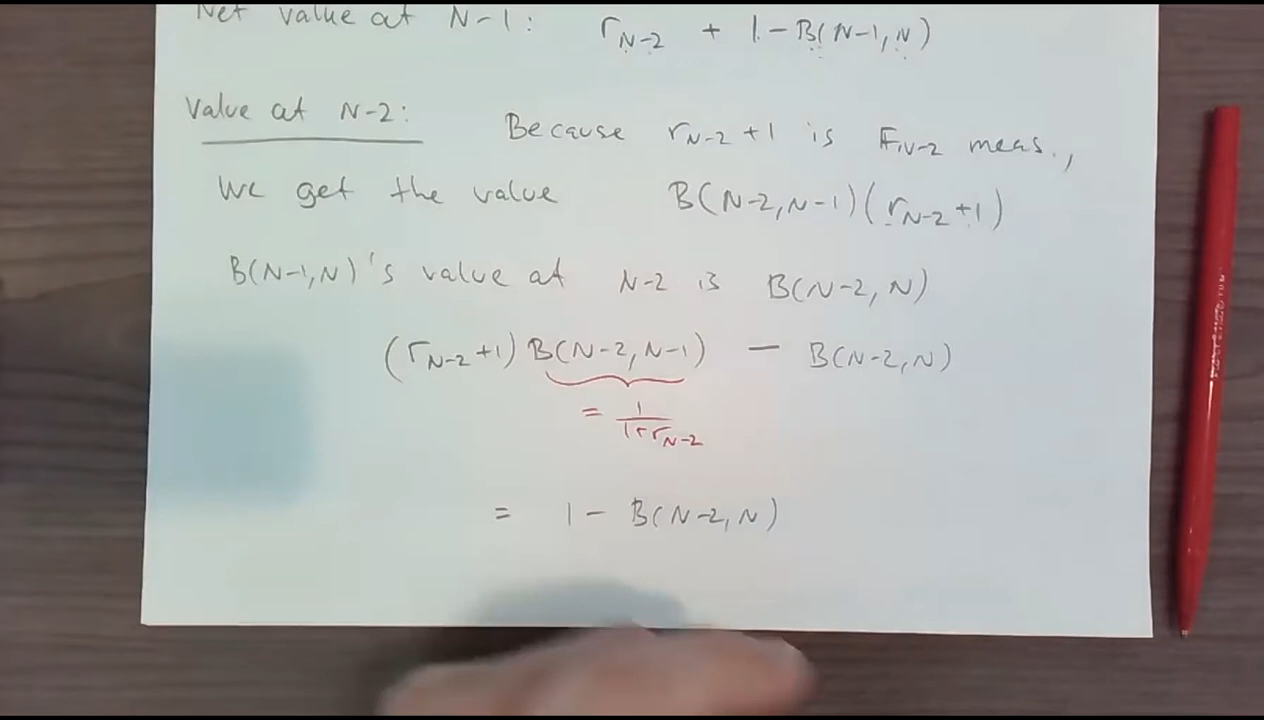 Net value at N-1: r_{N-2} + 1 - B(N-1, N)
Value at N-2: Because r_{N-2} + 1 is F_{N-2} meas.,
We get the value B(N-2, N-1)(r_{N-2} + 1)
B(N-1, N)'s value at N-2 is B(N-2, N)
(r_{N-2} + 1) B(N-2, N-1) — B(N-2, N)
= \frac{1}{1+r_{N-2}}
= 1 - B(N-2, N)